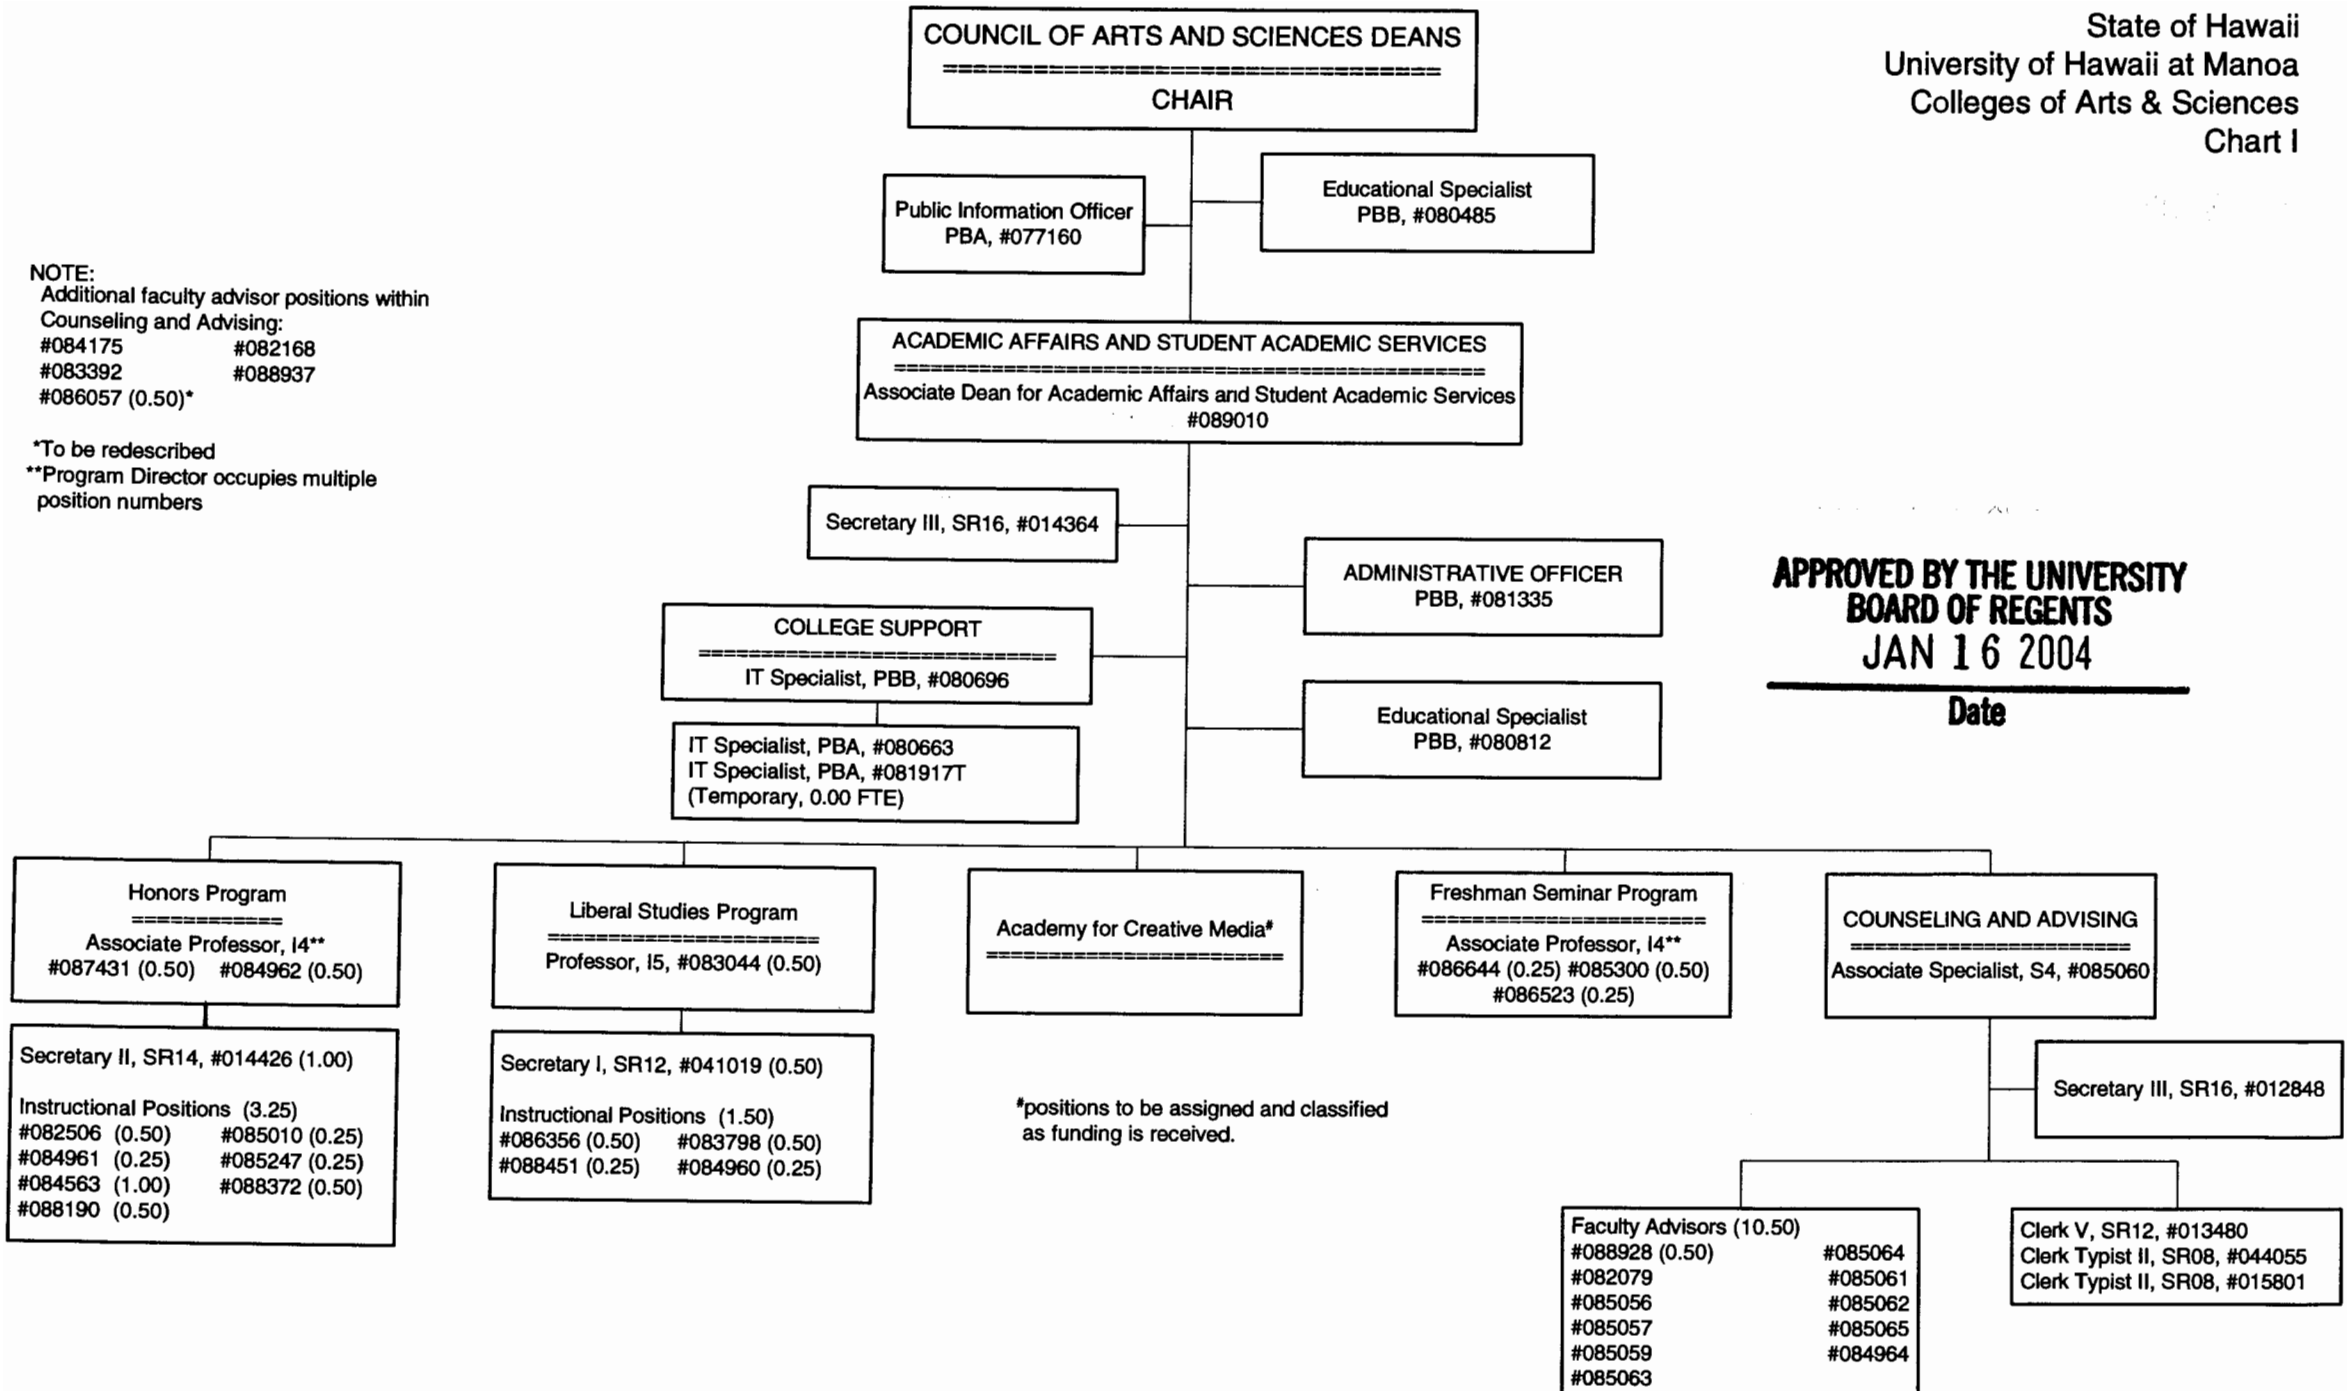 COUNCIL OF ARTS AND SCIENCES DEANS
=================================
CHAIR
State of Hawaii
University of Hawaii at Manoa
Colleges of Arts & Sciences
Chart I
Public Information Officer
PBA, #077160
Educational Specialist
PBB, #080485
NOTE:
Additional faculty advisor positions within
Counseling and Advising:
#084175 #082168
#083392 #088937
#086057 (0.50)*
*To be redescribed
**Program Director occupies multiple
position numbers
ACADEMIC AFFAIRS AND STUDENT ACADEMIC SERVICES
================================================
Associate Dean for Academic Affairs and Student Academic Services
#089010
Secretary III, SR16, #014364
ADMINISTRATIVE OFFICER
PBB, #081335
COLLEGE SUPPORT
=============================
IT Specialist, PBB, #080696
IT Specialist, PBA, #080663
IT Specialist, PBA, #081917T
(Temporary, 0.00 FTE)
Educational Specialist
PBB, #080812
APPROVED BY THE UNIVERSITY
BOARD OF REGENTS
JAN 16 2004
Date
Honors Program
============
Associate Professor, I4**
#087431 (0.50) #084962 (0.50)
Secretary II, SR14, #014426 (1.00)
Instructional Positions (3.25)
#082506 (0.50) #085010 (0.25)
#084961 (0.25) #085247 (0.25)
#084563 (1.00) #088372 (0.50)
#088190 (0.50)
Liberal Studies Program
======================
Professor, I5, #083044 (0.50)
Secretary I, SR12, #041019 (0.50)
Instructional Positions (1.50)
#086356 (0.50) #083798 (0.50)
#088451 (0.25) #084960 (0.25)
Academy for Creative Media#
========================
#positions to be assigned and classified
as funding is received.
Freshman Seminar Program
=======================
Associate Professor, I4**
#086644 (0.25) #085300 (0.50)
#086523 (0.25)
COUNSELING AND ADVISING
=======================
Associate Specialist, S4, #085060
Secretary III, SR16, #012848
Faculty Advisors (10.50)
#088928 (0.50) #085064
#082079 #085061
#085056 #085062
#085057 #085065
#085059 #084964
#085063
Clerk V, SR12, #013480
Clerk Typist II, SR08, #044055
Clerk Typist II, SR08, #015801